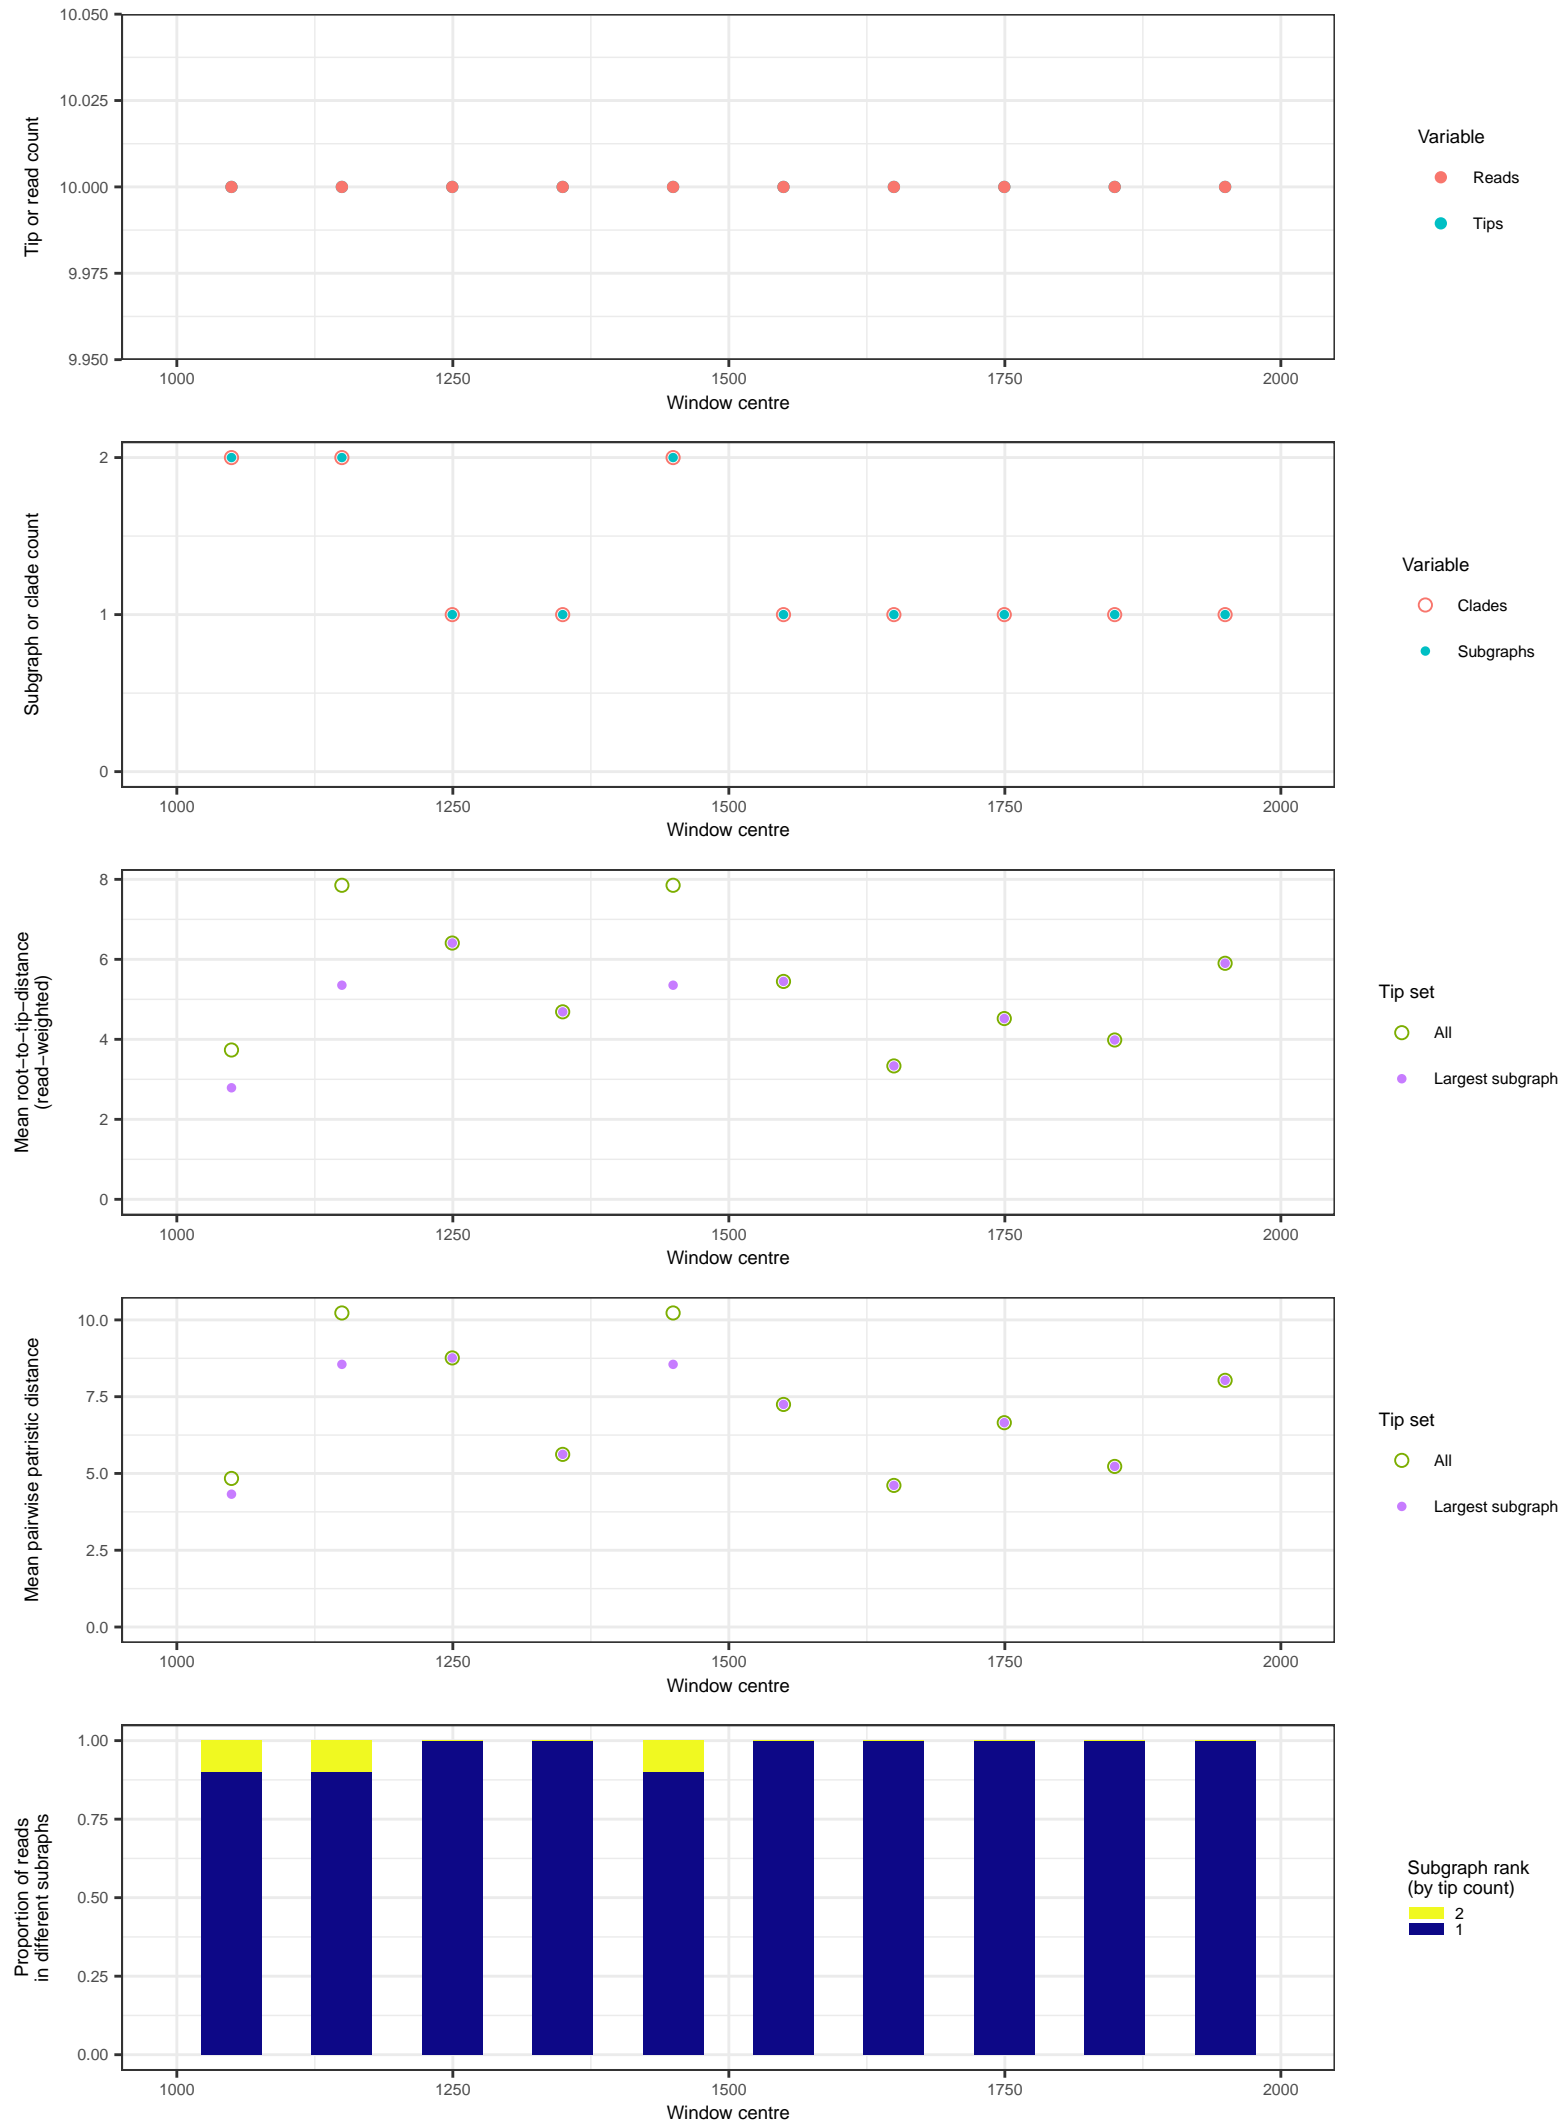 10.050
10.025
10.000
9.975
9.950
Tip or read count
1000 1250 1500 1750 2000
Window centre
Variable
Reads
Tips
2
1
0
Subgraph or clade count
1000 1250 1500 1750 2000
Window centre
Variable
Clades
Subgraphs
8
6
4
2
0
Mean root−to−tip−distance
(read−weighted)
1000 1250 1500 1750 2000
Window centre
Tip set
All
Largest subgraph
10.0
7.5
5.0
2.5
0.0
Mean pairwise patristic distance
1000 1250 1500 1750 2000
Window centre
Tip set
All
Largest subgraph
1.00
0.75
0.50
0.25
0.00
Proportion of reads
in different subraphs
1000 1250 1500 1750 2000
Window centre
Subgraph rank
(by tip count)
2
1